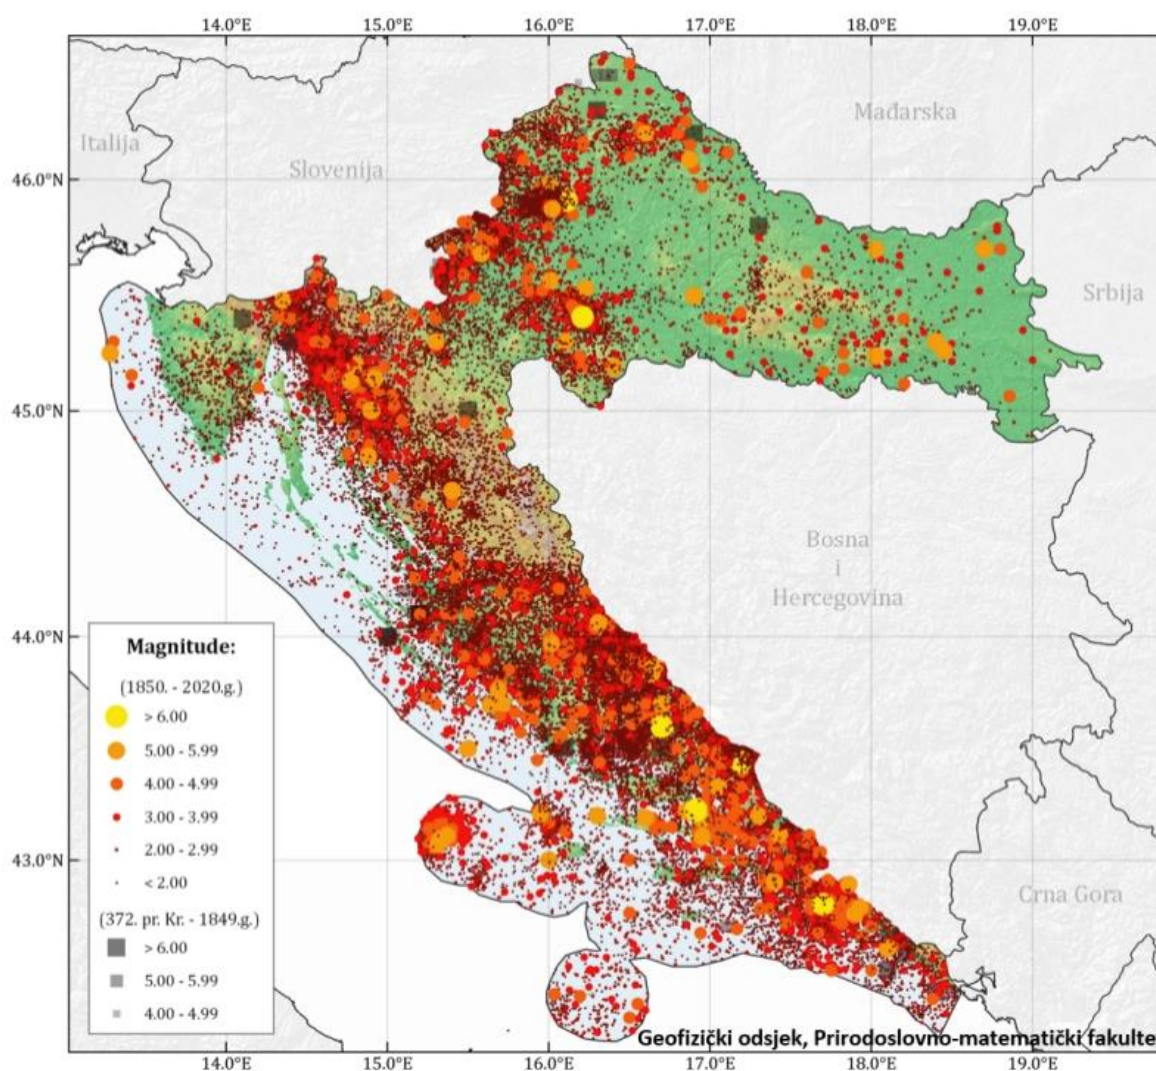 14.0°E 15.0°E 16.0°E 17.0°E 18.0°E 19.0°E
Mađarska
Italija
Slovenija
46.0°N
Srbija
45.0°N
Bosna
i
Hercegovina
44.0°N
Magnitude:
(1850. - 2020.g.)
> 6.00
5.00 - 5.99
4.00 - 4.99
3.00 - 3.99
2.00 - 2.99
< 2.00
(372. pr. Kr. - 1849.g.)
> 6.00
5.00 - 5.99
4.00 - 4.99
43.0°N
Crna Gora
Geofizički odsjek, Prirodoslovno-matematički fakulte
14.0°E 15.0°E 16.0°E 17.0°E 18.0°E 19.0°E